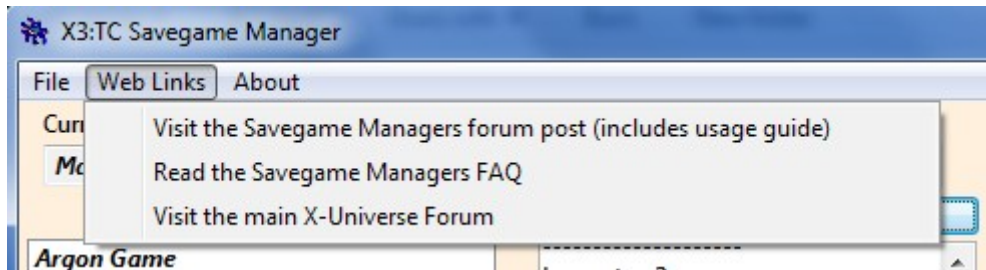 X3:TC Savegame Manager
File Web Links About
Visit the Savegame Managers forum post (includes usage guide)
Read the Savegame Managers FAQ
Visit the main X-Universe Forum
Argon Game